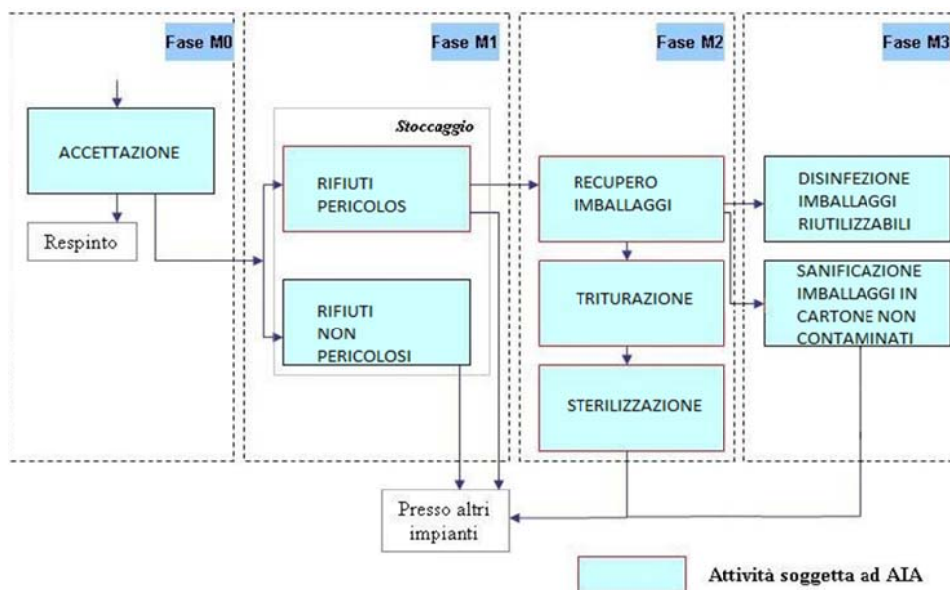 Fase M0
Fase M1
Fase M2
Fase M3
ACCETTAZIONE
Respinto
Stoccaggio
RIFIUTI
PERICOLOS
RIFIUTI
NON
PERICOLOSI
RECUPERO
IMBALLAGGI
TRITURAZIONE
STERILIZZAZIONE
DISINFEZIONE
IMBALLAGGI
RIUTILIZZABILI
SANIFICAZIONE
IMBALLAGGI IN
CARTONE NON
CONTAMINATI
Presso altri
impianti
Attività soggetta ad AIA